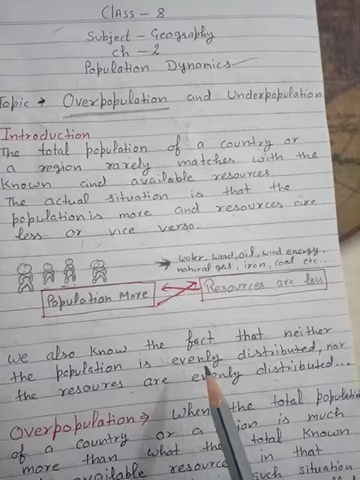 Class - 8
Subject - Geography
Ch - 2
Population Dynamics
Topic → Overpopulation and Underpopulation
Introduction
The total population of a country or
a region rarely matches with the
known and available resources.
The actual situation is that the
population is more and resources are
less or vice versa.
→ water, wood, oil, wind energy,
natural gas, iron, coal etc...
Population More
Resources are less
we also know the fact that neither
the population is evenly distributed, nor
the resoures are evenly distributed...
Overpopulation → When the total population
of a country or a is much
more than what the total known
available resource in that
such situation